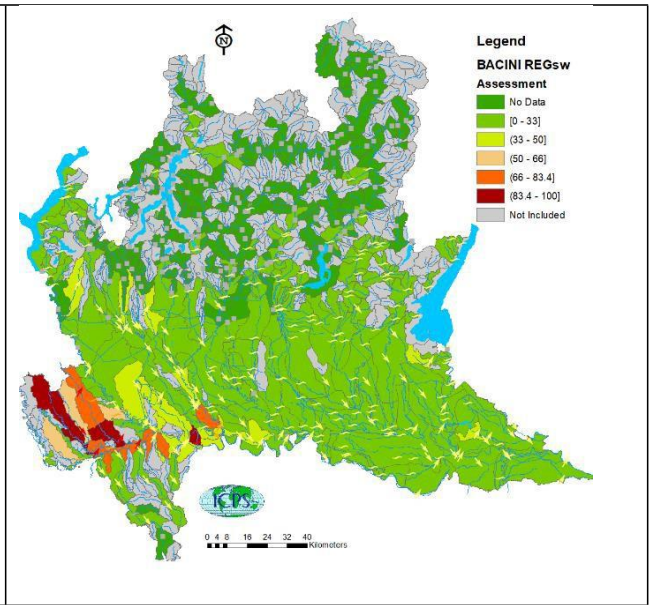 N
Legend
BACINI REGsw
Assessment
No Data
[0 - 33]
(33 - 50]
(50 - 66]
(66 - 83.4]
(83.4 - 100]
Not Included
ICPS
0 4 8 16 24 32 40
Kilometers